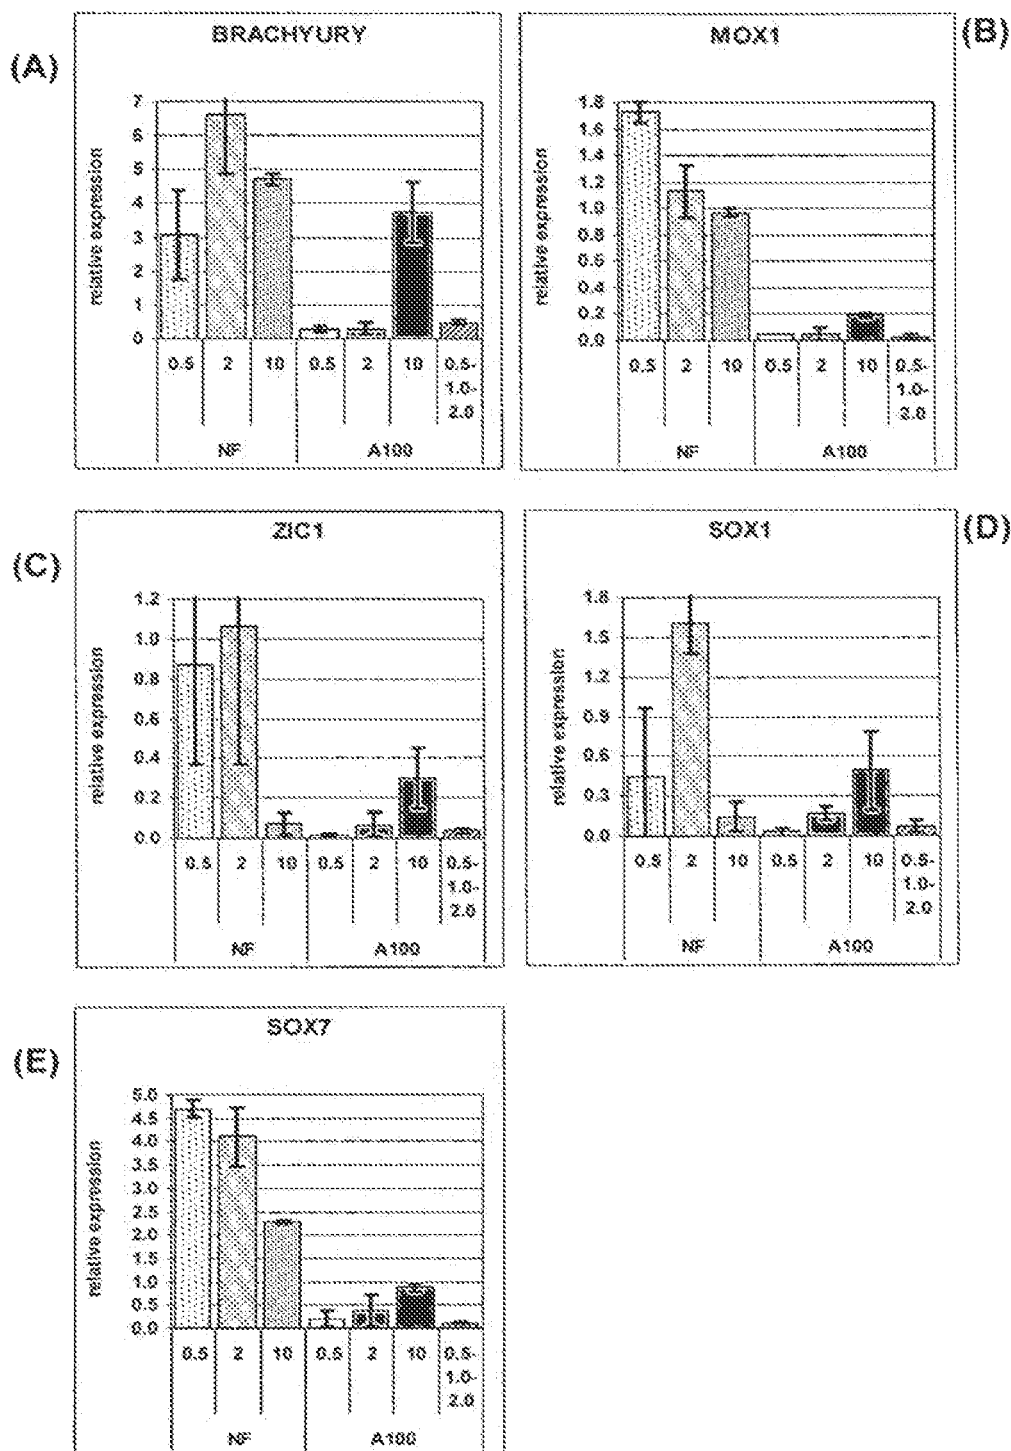 (A)
BRACHYURY
relative expression
7
6
5
4
3
2
1
0
0.5 2 10 0.5 2 10 0.5-
1.0-
2.0
NF A100
(B)
MOX1
relative expression
1.8
1.6
1.4
1.2
1.0
0.8
0.6
0.4
0.2
0.0
0.5 2 10 0.5 2 10 0.5-
1.0-
2.0
NF A100
(C)
ZIC1
relative expression
1.2
1.0
0.8
0.6
0.4
0.2
0.0
0.5 2 10 0.5 2 10 0.5-
1.0-
2.0
NF A100
(D)
SOX1
relative expression
1.8
1.5
1.2
0.9
0.6
0.3
0.0
0.5 2 10 0.5 2 10 0.5-
1.0-
2.0
NF A100
(E)
SOX7
relative expression
5.0
4.5
4.0
3.5
3.0
2.5
2.0
1.5
1.0
0.5
0.0
0.5 2 10 0.5 2 10 0.5-
1.0-
2.0
NF A100